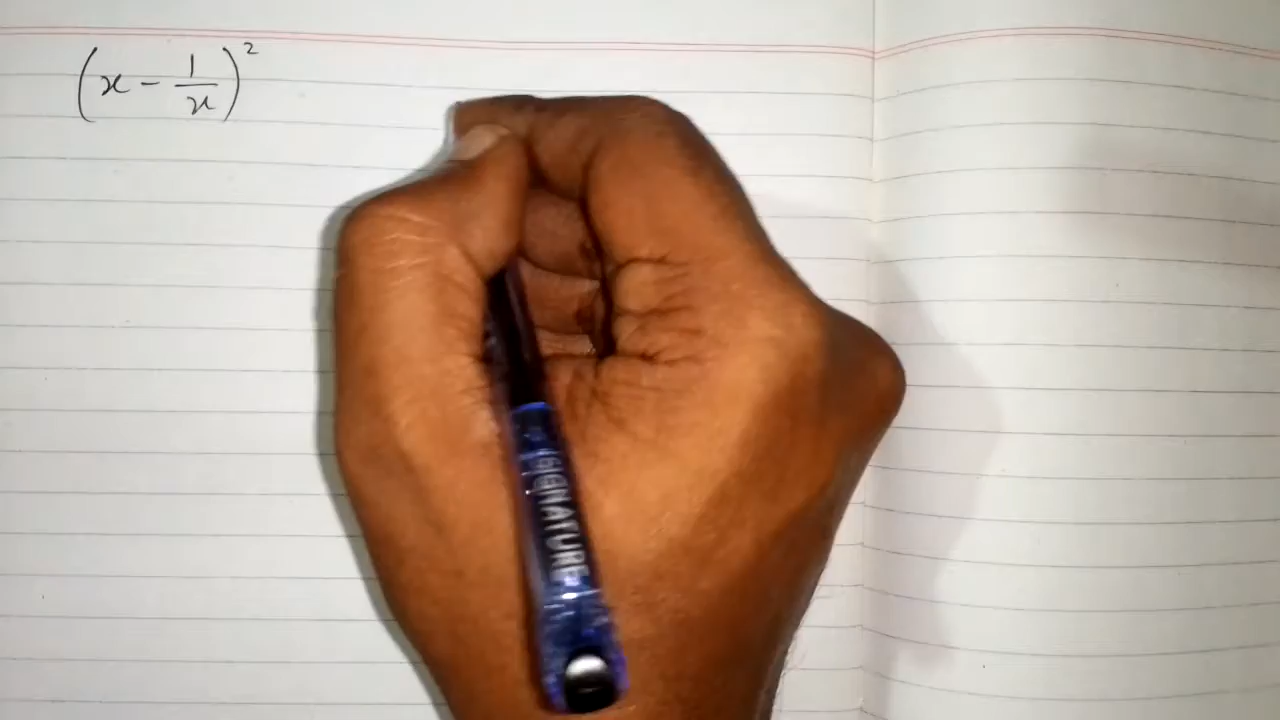 (x - 1/x)²
SIGNATURE